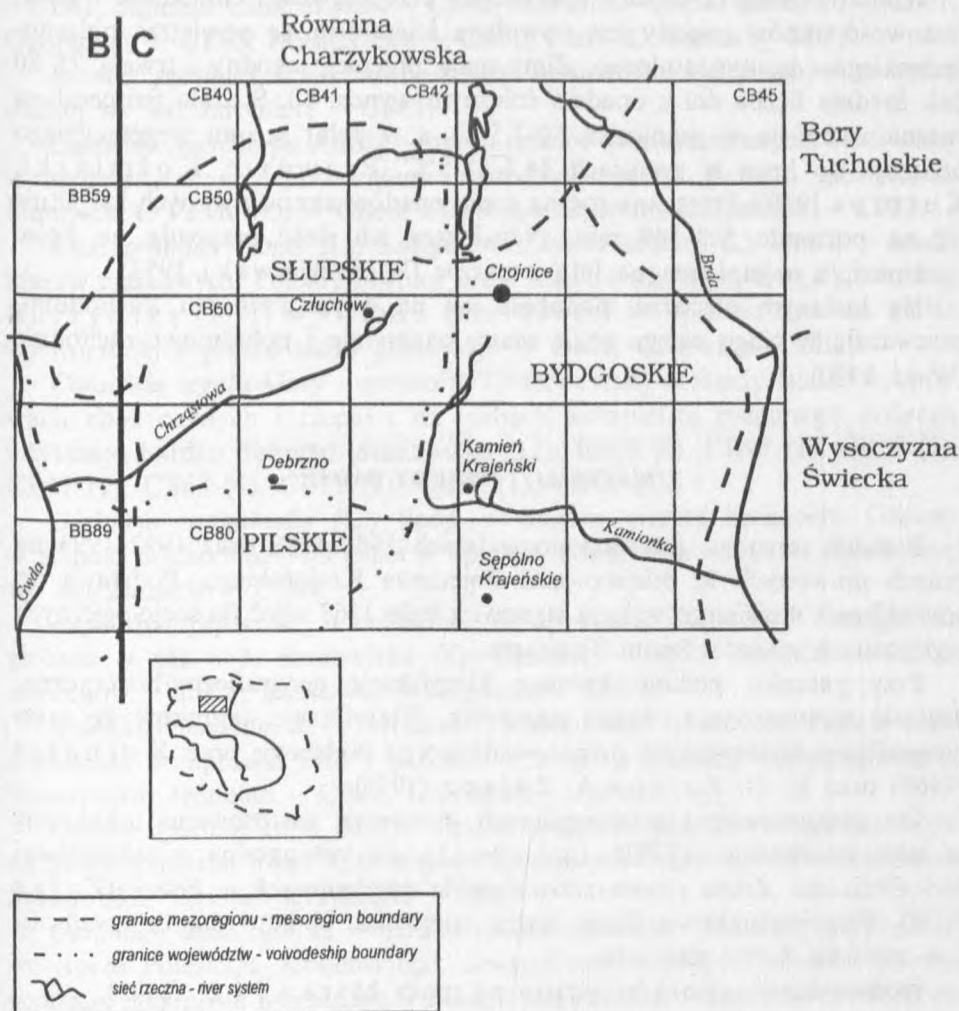 Równina
Charzykowska
B C
CB40
CB41
CB42
CB45
Bory
Tucholskie
BB59
CB50
SŁUPSKIE
Chojnice
Brda
CB60
Człuchów
BYDGOSKIE
Chrząstowa
Kamień
Krajeński
Wysoczyzna
Świecka
Debrzno
BB89
CB80
PILSKIE
Kamionka
Gwda
Sępolno
Krajeńskie
granice mezoregionu - mesoregion boundary
granice województw - voivodeship boundary
sieć rzeczna - river system